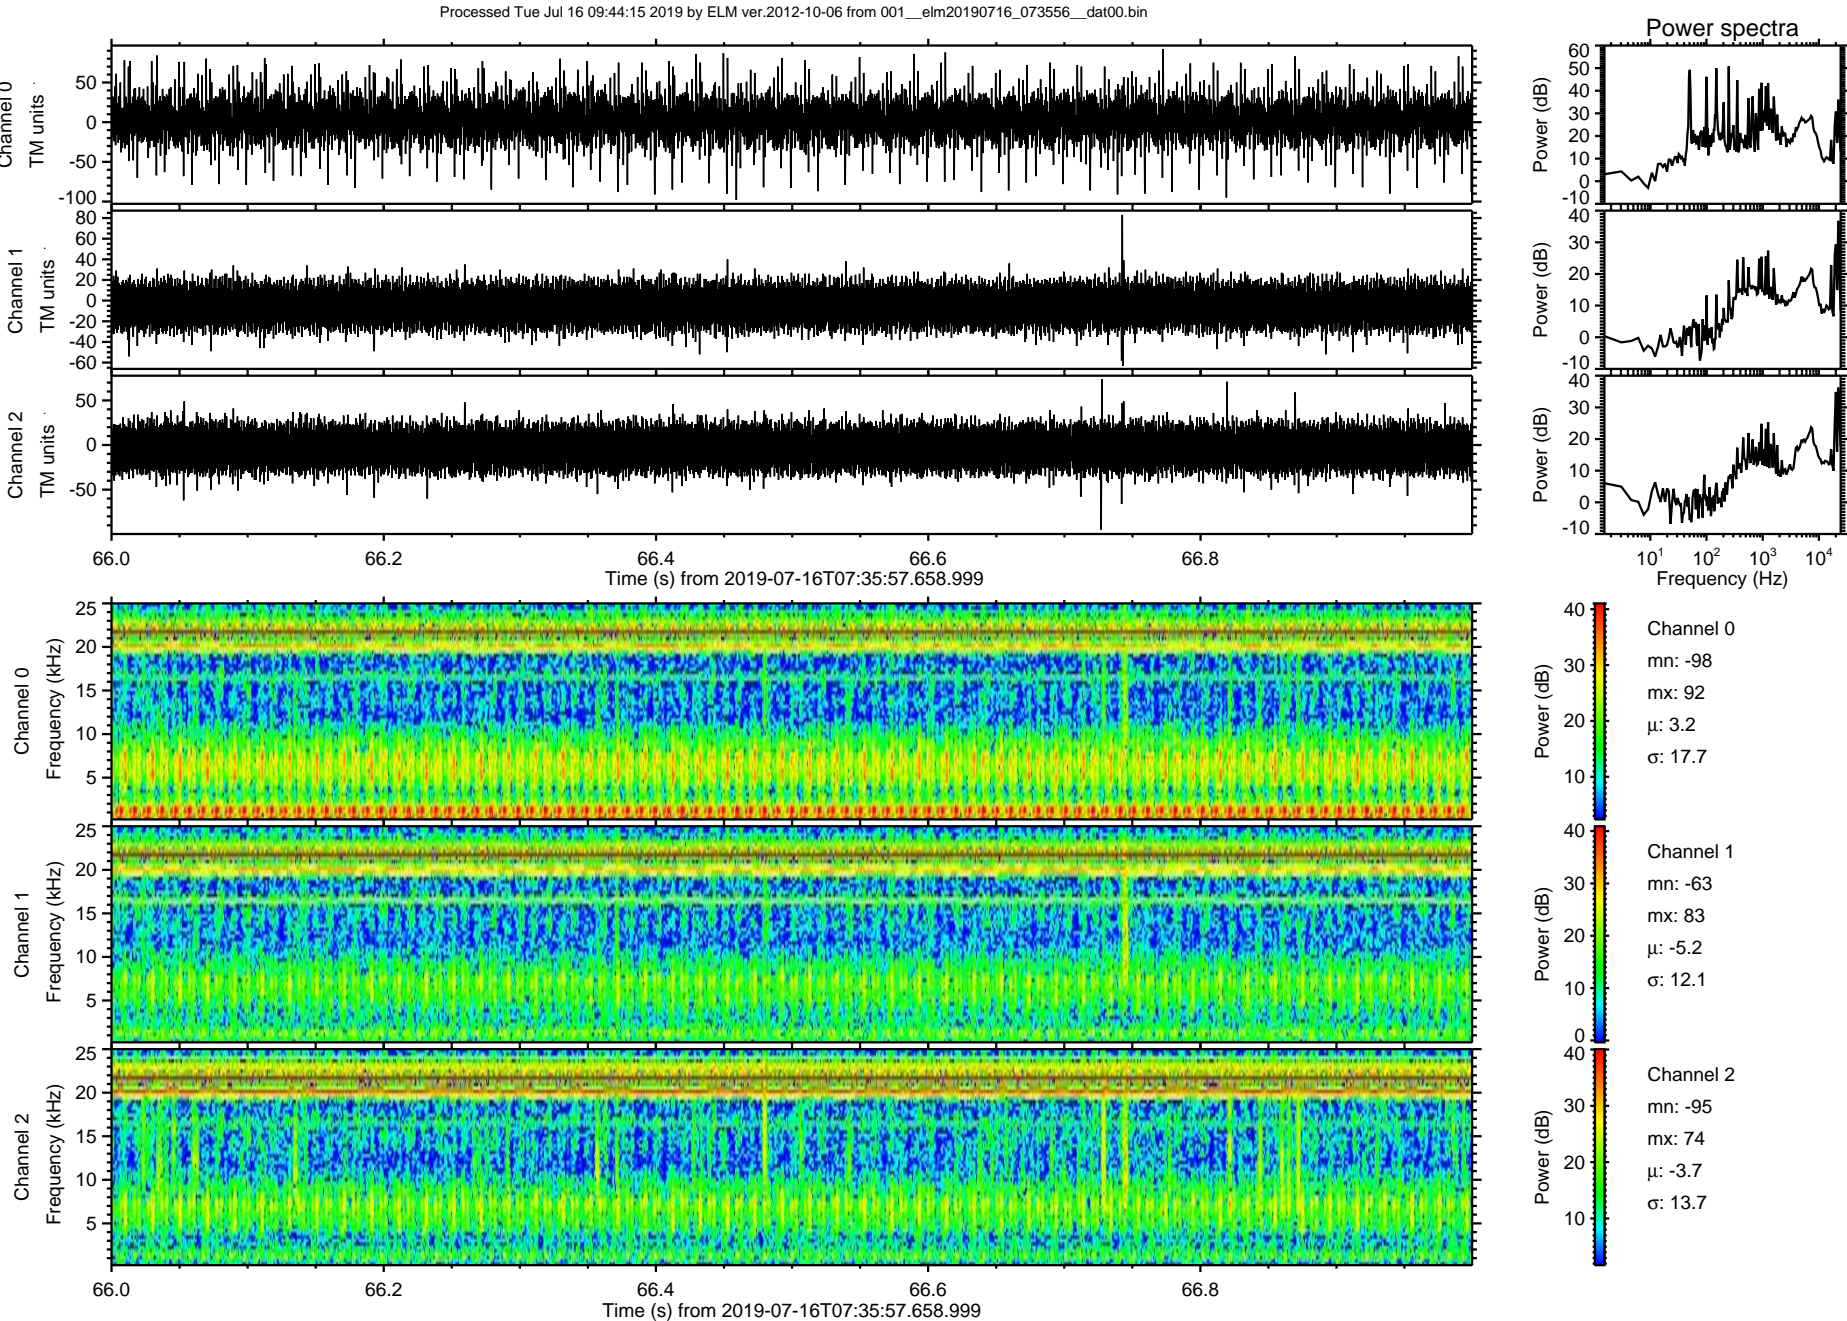 Processed Tue Jul 16 09:44:15 2019 by ELM ver.2012-10-06 from 001__elm20190716_073556__dat00.bin
Power spectra
Channel 0
TM units
50
0
-50
-100
Power (dB)
60
50
40
30
20
10
0
-10
Channel 1
TM units
80
60
40
20
0
-20
-40
-60
Power (dB)
40
30
20
10
0
-10
Channel 2
TM units
50
0
-50
Power (dB)
40
30
20
10
0
-10
66.0 66.2 66.4 66.6 66.8
Time (s) from 2019-07-16T07:35:57.658.999
10¹ 10² 10³ 10⁴
Frequency (Hz)
Channel 0
Frequency (kHz)
25
20
15
10
5
Power (dB)
40
30
20
10
Channel 0
mn: -98
mx: 92
μ: 3.2
σ: 17.7
Channel 1
Frequency (kHz)
25
20
15
10
5
Power (dB)
40
30
20
10
0
Channel 1
mn: -63
mx: 83
μ: -5.2
σ: 12.1
Channel 2
Frequency (kHz)
25
20
15
10
5
Power (dB)
40
30
20
10
Channel 2
mn: -95
mx: 74
μ: -3.7
σ: 13.7
66.0 66.2 66.4 66.6 66.8
Time (s) from 2019-07-16T07:35:57.658.999